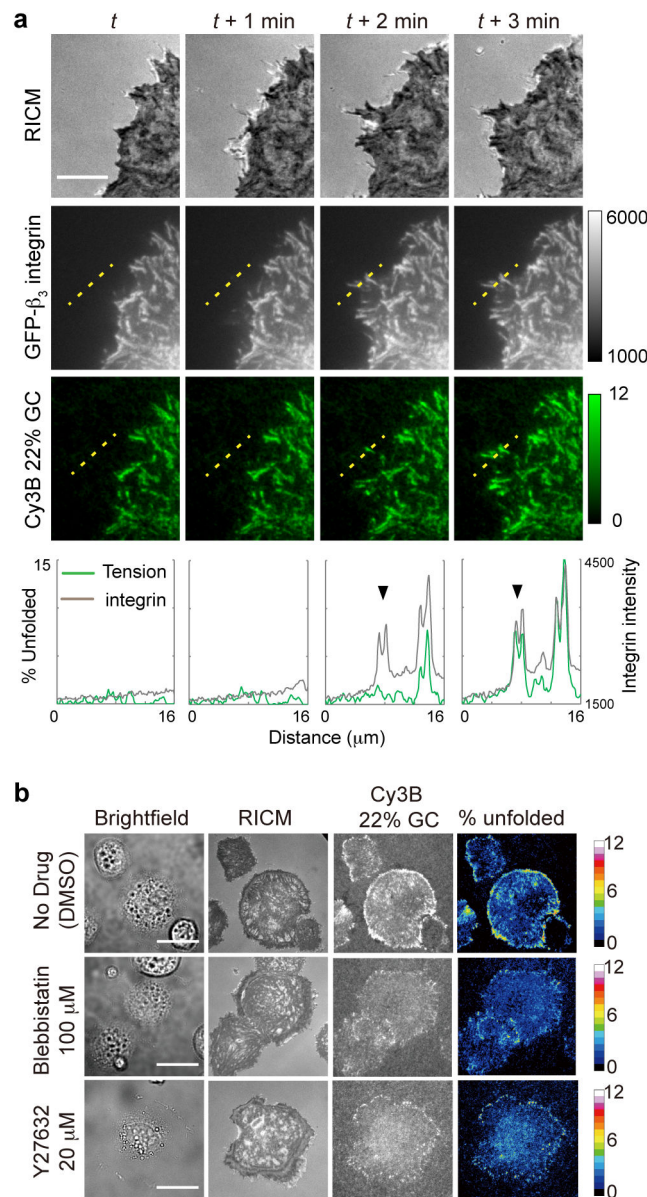 a
t
t + 1 min
t + 2 min
t + 3 min
RICM
GFP-β3 integrin
6000
1000
Cy3B 22% GC
12
0
15
Tension
integrin
% Unfolded
4500
1500
Integrin intensity
0 16
0 16
0 16
0 16
Distance (μm)
b
Brightfield
RICM
Cy3B
22% GC
% unfolded
No Drug
(DMSO)
12
6
0
Blebbistatin
100 μM
12
6
0
Y27632
20 μM
12
6
0